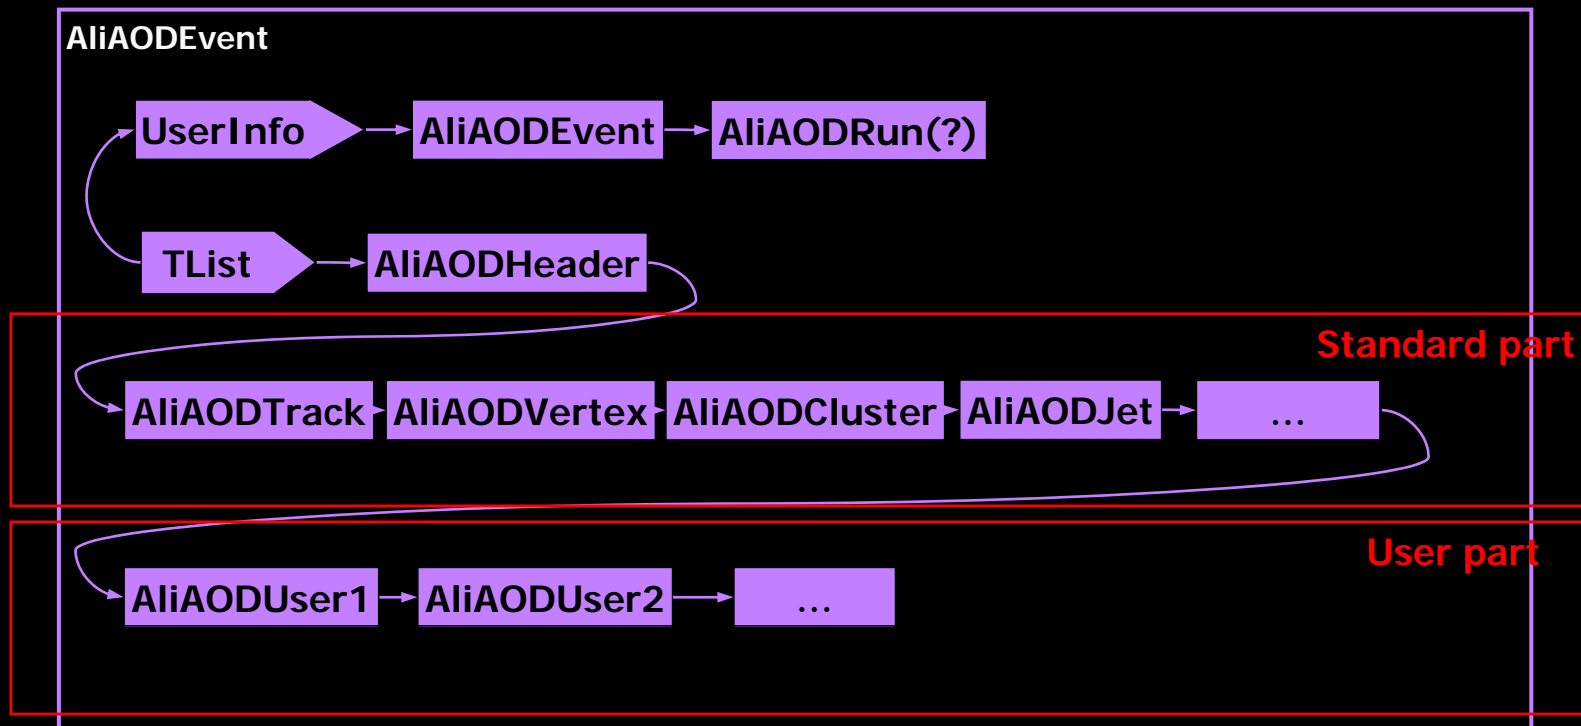 AliAODEvent
UserInfo AliAODEvent AliAODRun(?)
TList AliAODHeader
Standard part
AliAODTrack AliAODVertex AliAODCluster AliAODJet ...
User part
AliAODUser1 AliAODUser2 ...